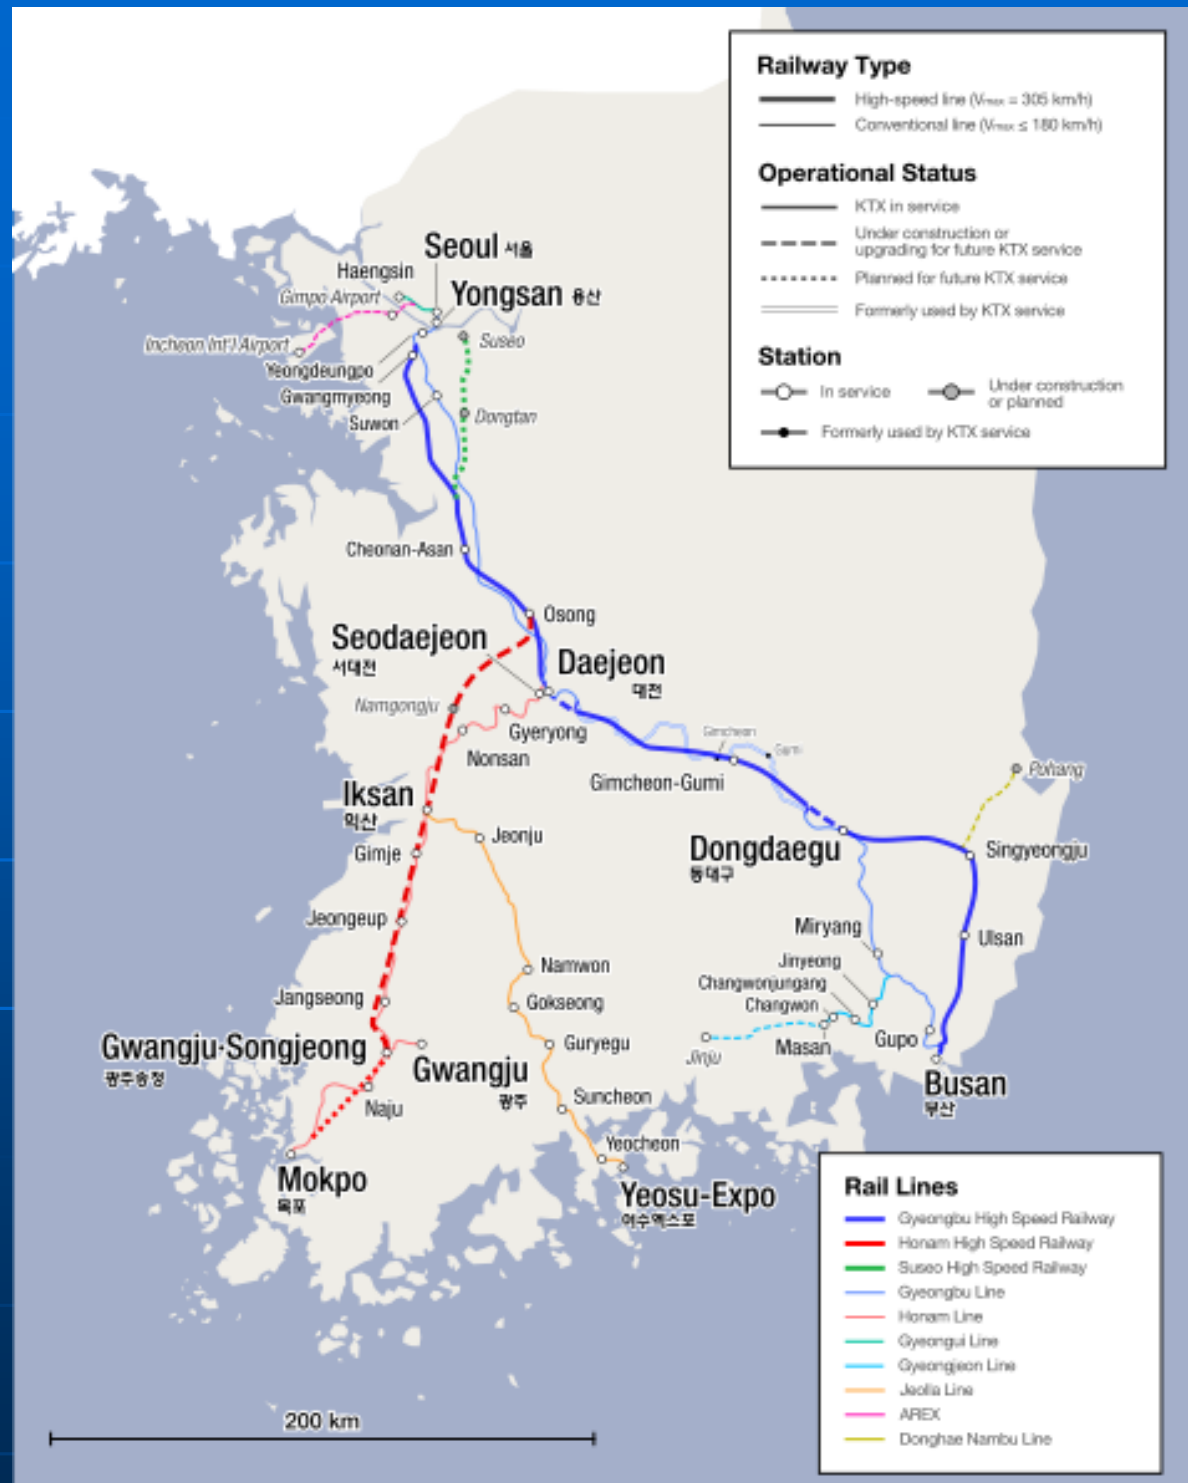 Railway Type
High-speed line (Vmax = 305 km/h)
Conventional line (Vmax ≤ 180 km/h)
Operational Status
KTX in service
Under construction or
upgrading for future KTX service
Planned for future KTX service
Formerly used by KTX service
Station
In service
Under construction
or planned
Formerly used by KTX service
Seoul 서울
Haengsin
Gimpo Airport
Yongsan 용산
Incheon Int'l Airport
Suseo
Yeongdeungpo
Gwangmyeong
Suwon
Dongtan
Cheonan-Asan
Osong
Seodaejeon
서대전
Daejeon
대전
Namgongju
Gyeryong
Nonsan
Gimcheon
Gumi
Gimcheon-Gumi
Pohang
Iksan
익산
Jeonju
Gimje
Dongdaegu
동대구
Singyeongju
Jeongeup
Miryang
Ulsan
Namwon
Jinyeong
Changwonjungang
Jangseong
Gokseong
Changwon
Gwangju·Songjeong
광주송정
Gwangju
광주
Guryegu
Jinju
Masan
Gupo
Busan
부산
Naju
Suncheon
Yeocheon
Mokpo
목포
Yeosu-Expo
여수엑스포
Rail Lines
Gyeongbu High Speed Railway
Honam High Speed Railway
Suseo High Speed Railway
Gyeongbu Line
Honam Line
Gyeongui Line
Gyeongjeon Line
Jeolla Line
AREX
Donghae Nambu Line
200 km